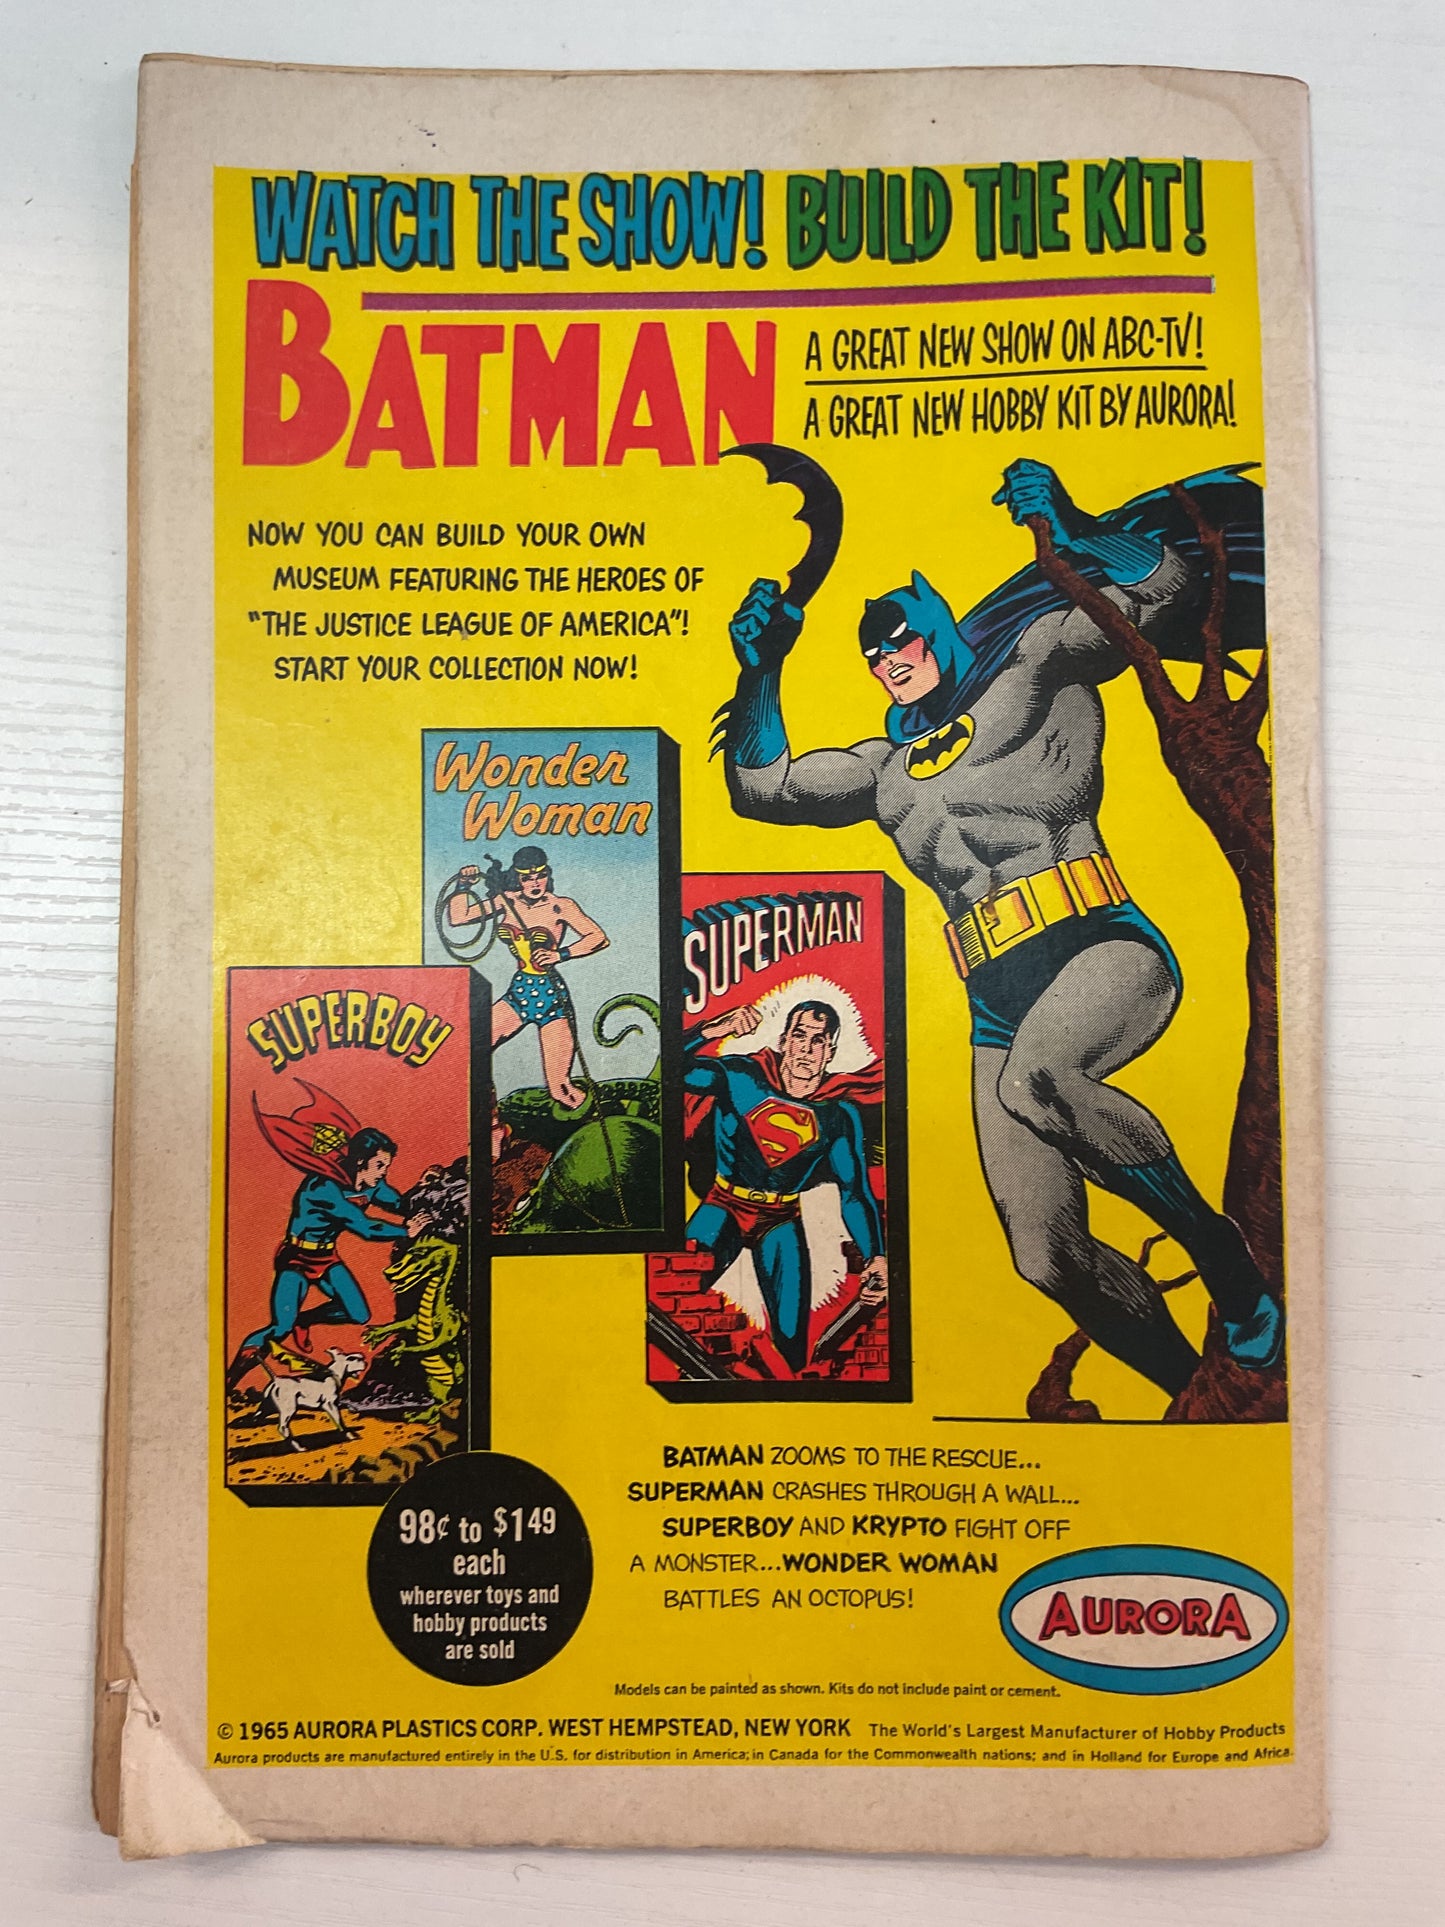 WATCH THE SHOW! BUILD THE KIT!
BATMAN
A GREAT NEW SHOW ON ABC-TV!
A GREAT NEW HOBBY KIT BY AURORA!
NOW YOU CAN BUILD YOUR OWN
MUSEUM FEATURING THE HEROES OF
"THE JUSTICE LEAGUE OF AMERICA"!
START YOUR COLLECTION NOW!
Wonder
Woman
SUPERMAN
S
SUPERBOY
BATMAN ZOOMS TO THE RESCUE...
SUPERMAN CRASHES THROUGH A WALL...
SUPERBOY AND KRYPTO FIGHT OFF
A MONSTER...WONDER WOMAN
BATTLES AN OCTOPUS!
98¢ to $1.49
each
wherever toys and
hobby products
are sold
AURORA
Models can be painted as shown. Kits do not include paint or cement.
© 1965 AURORA PLASTICS CORP. WEST HEMPSTEAD, NEW YORK The World's Largest Manufacturer of Hobby Products
Aurora products are manufactured entirely in the U.S. for distribution in America; in Canada for the Commonwealth nations; and in Holland for Europe and Africa.